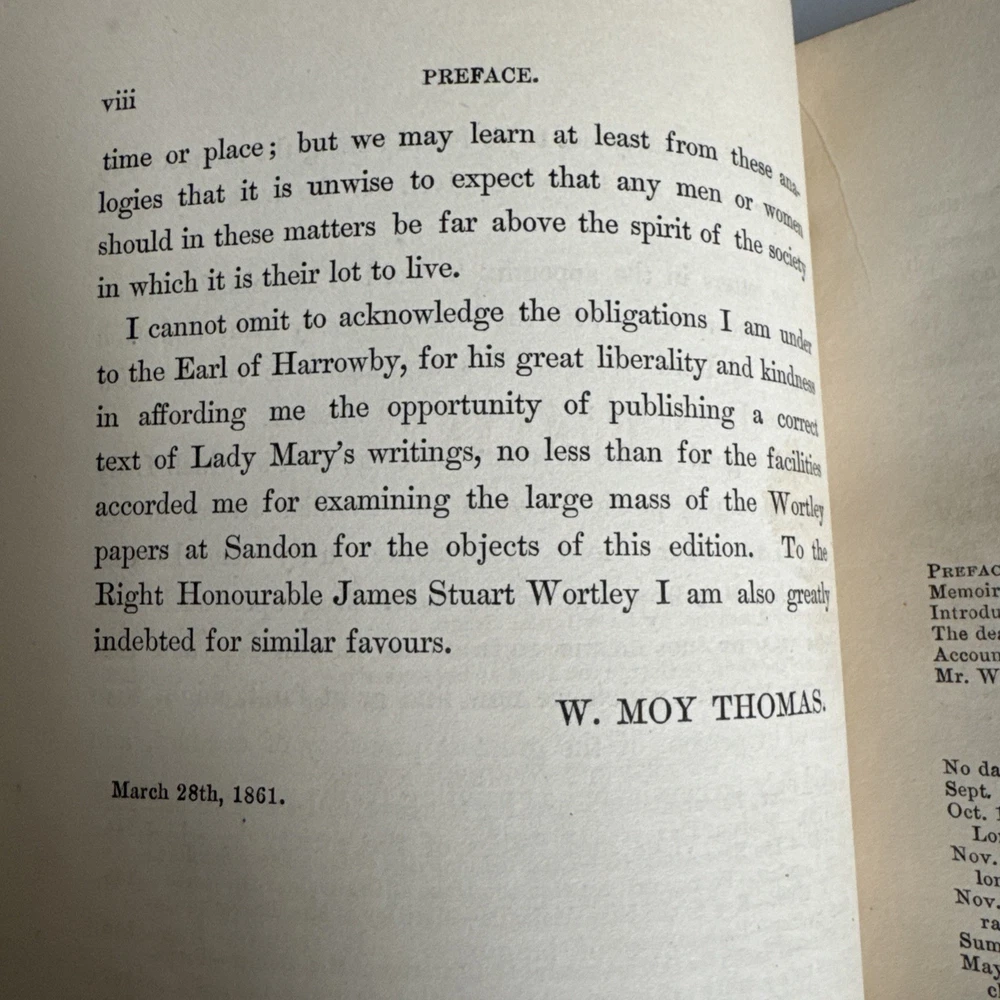 viii
PREFACE.
time or place; but we may learn at least from these ana-
logies that it is unwise to expect that any men or women
should in these matters be far above the spirit of the society
in which it is their lot to live.
I cannot omit to acknowledge the obligations I am under
to the Earl of Harrowby, for his great liberality and kindness
in affording me the opportunity of publishing a correct
text of Lady Mary's writings, no less than for the facilities
accorded me for examining the large mass of the Wortley
papers at Sandon for the objects of this edition. To the
Right Honourable James Stuart Wortley I am also greatly
indebted for similar favours.
W. MOY THOMAS.
March 28th, 1861.
PREFAC
Memoir
Introdu
The dea
Accoun
Mr. W
No da
Sept.
Oct. 1
Lo
Nov.
lon
Nov.
ra
Sum
May
c